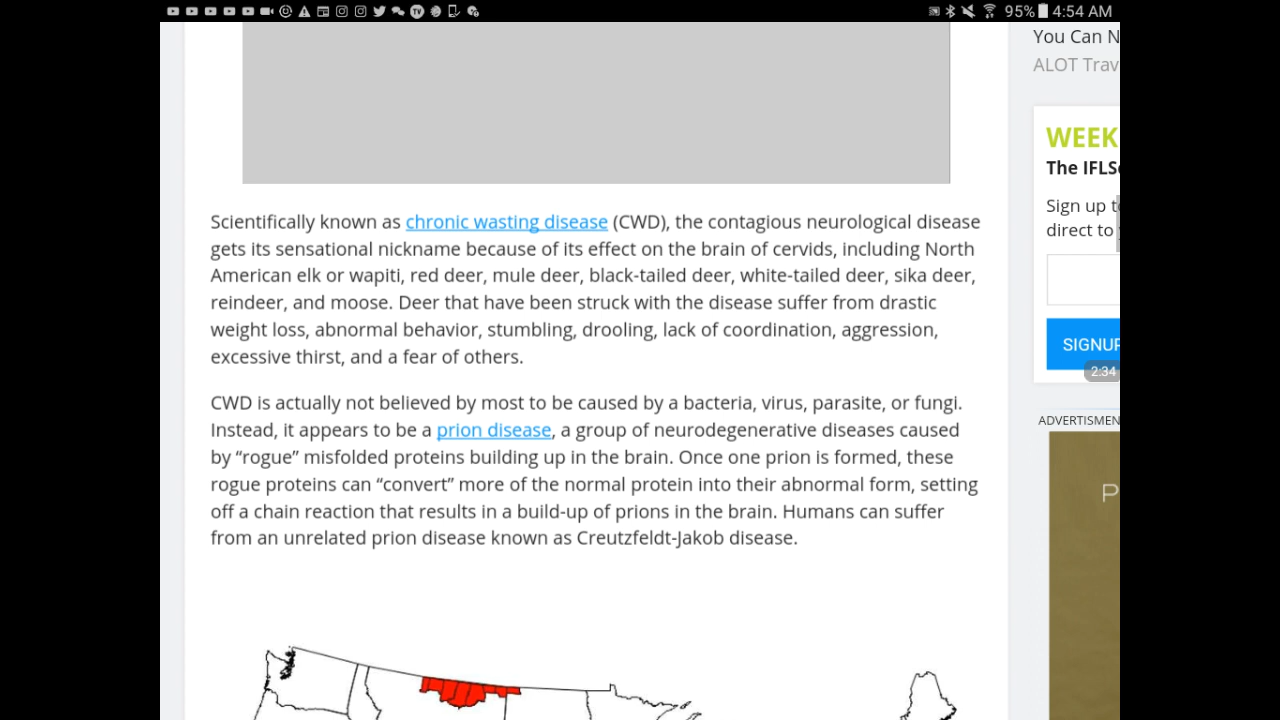 95% 4:54 AM
You Can N
ALOT Trav
WEEK
The IFLS
Sign up t
direct to
SIGNUP
2:34
ADVERTISMEN
P
Scientifically known as chronic wasting disease (CWD), the contagious neurological disease
gets its sensational nickname because of its effect on the brain of cervids, including North
American elk or wapiti, red deer, mule deer, black-tailed deer, white-tailed deer, sika deer,
reindeer, and moose. Deer that have been struck with the disease suffer from drastic
weight loss, abnormal behavior, stumbling, drooling, lack of coordination, aggression,
excessive thirst, and a fear of others.
CWD is actually not believed by most to be caused by a bacteria, virus, parasite, or fungi.
Instead, it appears to be a prion disease, a group of neurodegenerative diseases caused
by “rogue” misfolded proteins building up in the brain. Once one prion is formed, these
rogue proteins can “convert” more of the normal protein into their abnormal form, setting
off a chain reaction that results in a build-up of prions in the brain. Humans can suffer
from an unrelated prion disease known as Creutzfeldt-Jakob disease.